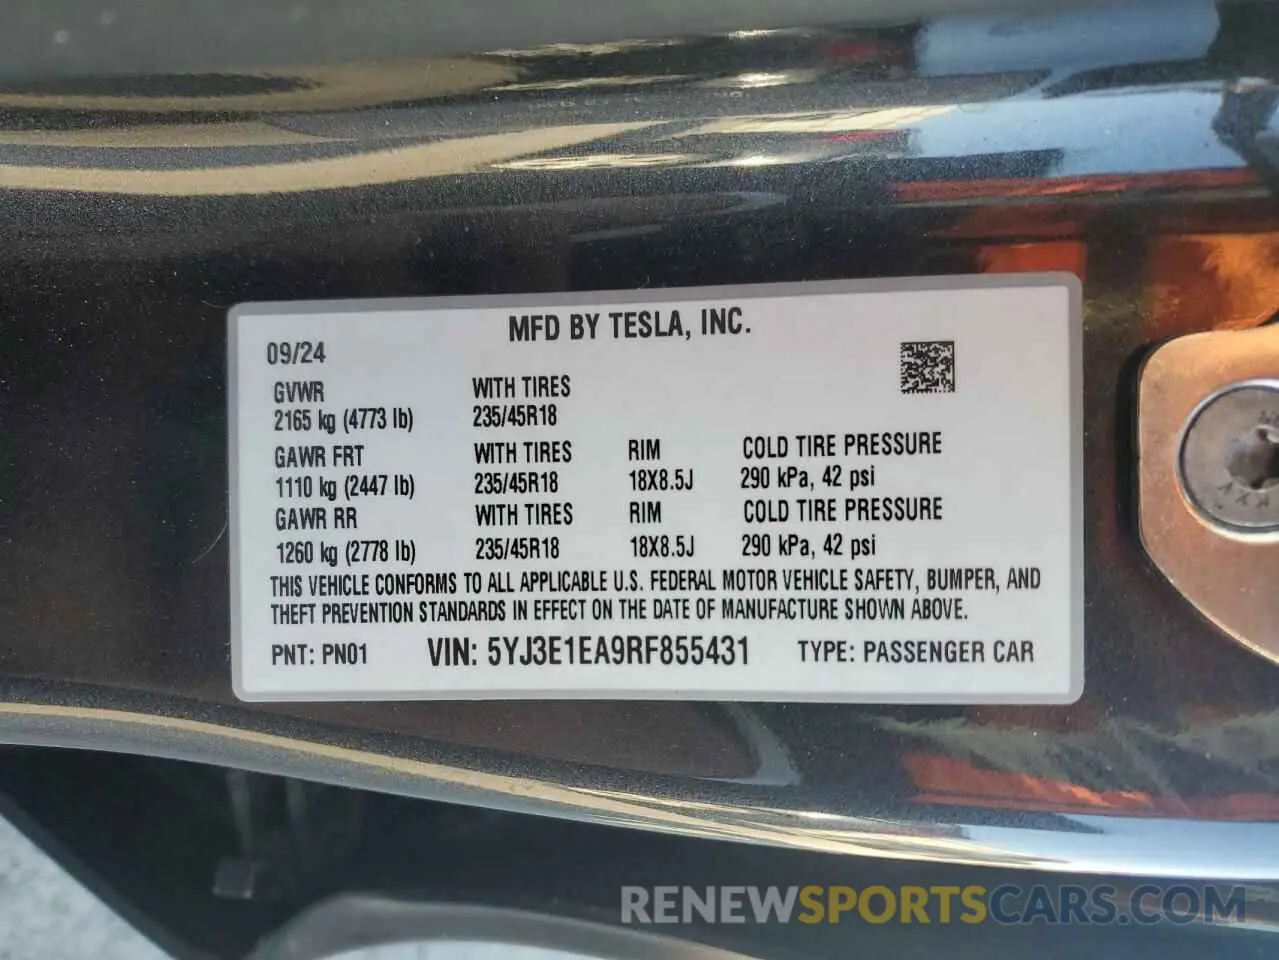 MFD BY TESLA, INC.
09/24
GVWR WITH TIRES
2165 kg (4773 lb) 235/45R18
GAWR FRT WITH TIRES RIM COLD TIRE PRESSURE
1110 kg (2447 lb) 235/45R18 18X8.5J 290 kPa, 42 psi
GAWR RR WITH TIRES RIM COLD TIRE PRESSURE
1260 kg (2778 lb) 235/45R18 18X8.5J 290 kPa, 42 psi
THIS VEHICLE CONFORMS TO ALL APPLICABLE U.S. FEDERAL MOTOR VEHICLE SAFETY, BUMPER, AND
THEFT PREVENTION STANDARDS IN EFFECT ON THE DATE OF MANUFACTURE SHOWN ABOVE.
PNT: PN01 VIN: 5YJ3E1EA9RF855431 TYPE: PASSENGER CAR
RENEWSPORTSCARS.COM